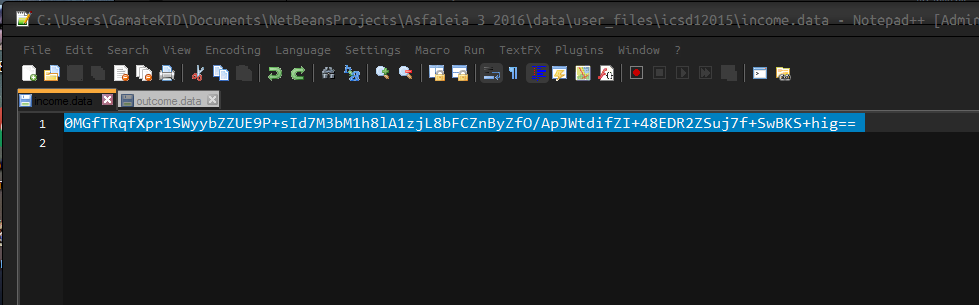 C:\Users\GamateKID\Documents\NetBeansProjects\Asfaleia 3 2016\data\user_files\icsd12015\income.data - Notepad++ [Admin
File Edit Search View Encoding Language Settings Macro Run TextFX Plugins Window ?
income.data outcome.data
1 0MGfTRqfXpr1SWyybZZUE9P+sId7M3bM1h8lA1zjL8bFCZnByZfO/ApJWtdifZI+48EDR2ZSuj7f+SwBKS+hig==
2